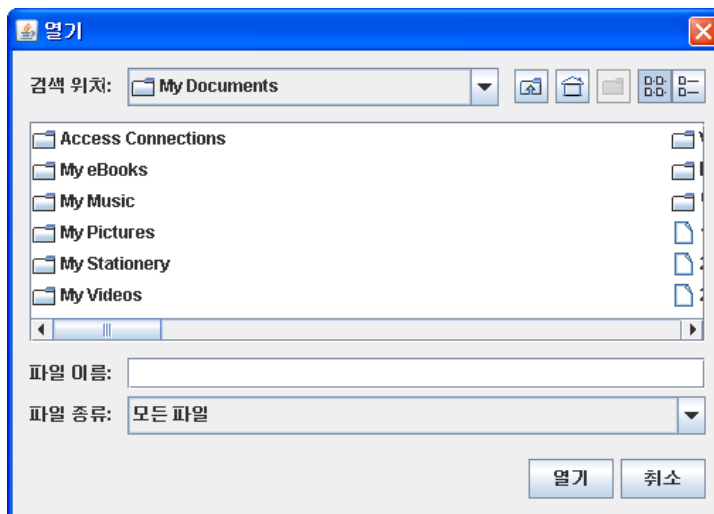 열기
검색 위치: My Documents
Access Connections
My eBooks
My Music
My Pictures
My Stationery
My Videos
파일 이름:
파일 종류: 모든 파일
열기 취소